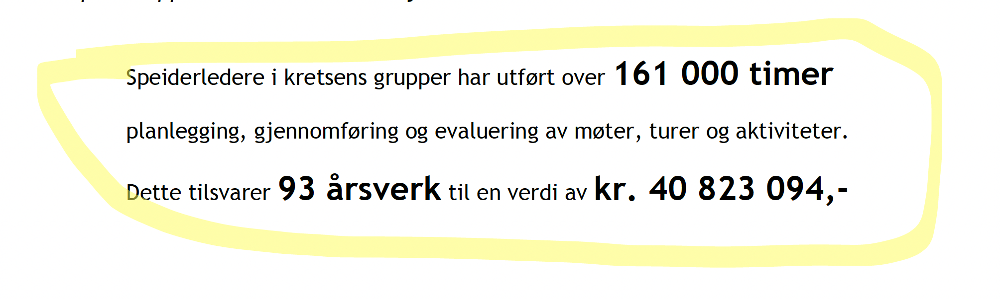 Speiderledere i kretsens grupper har utført over 161 000 timer
planlegging, gjennomføring og evaluering av møter, turer og aktiviteter.
Dette tilsvarer 93 årsverk til en verdi av kr. 40 823 094,-